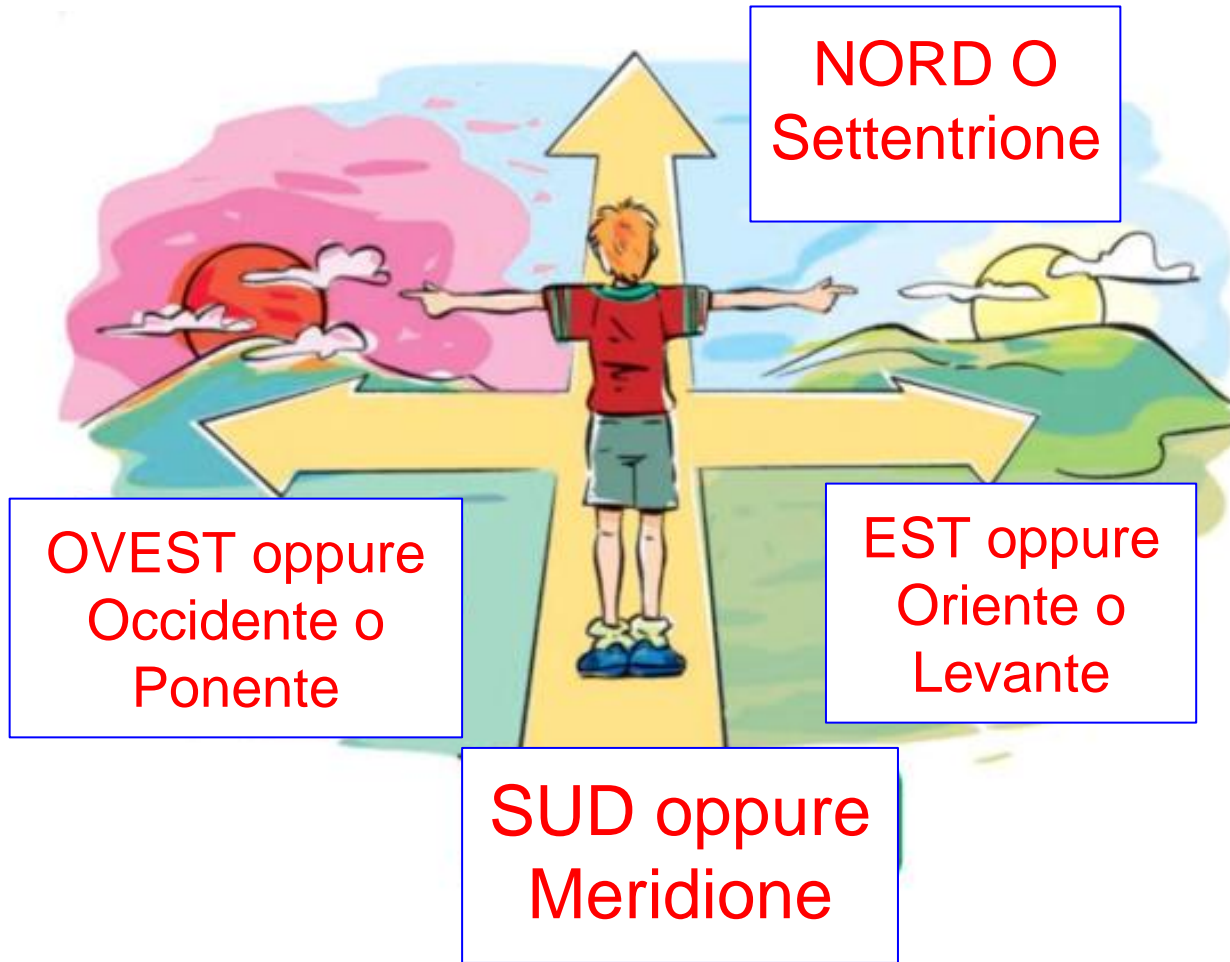 NORD O
Settentrione
OVEST oppure
Occidente o
Ponente
EST oppure
Oriente o
Levante
SUD oppure
Meridione